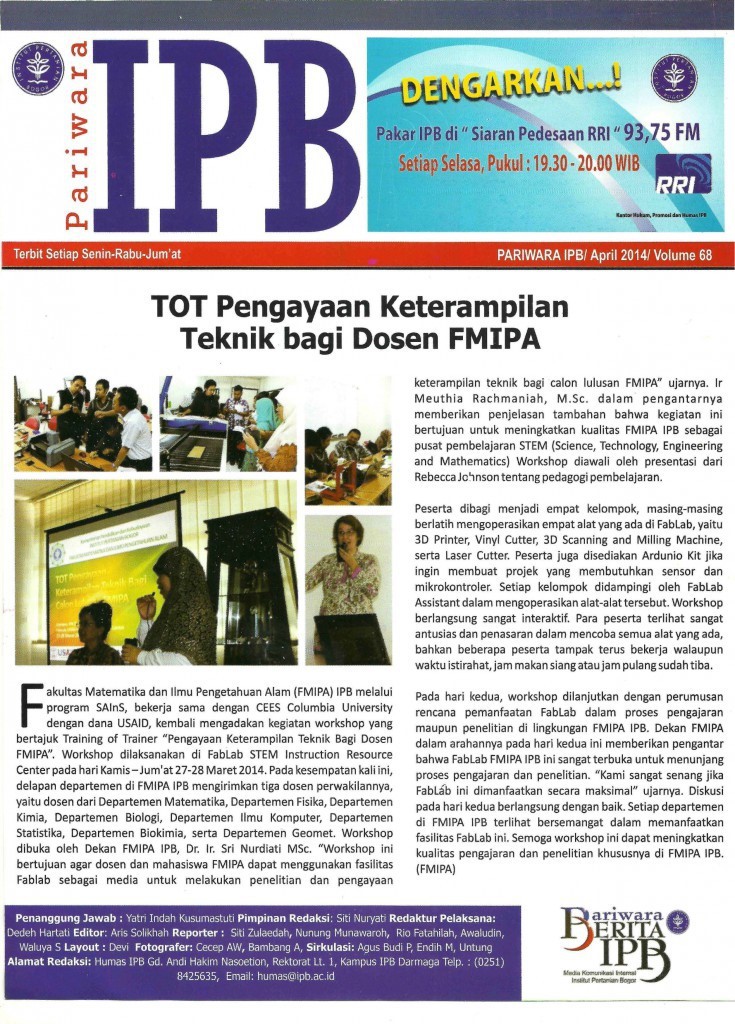 INSTITUT PERTANIAN
BOGOR
Pariwara
IPB
DENGARKAN...!
Pakar IPB di " Siaran Pedesaan RRI " 93,75 FM
Setiap Selasa, Pukul : 19.30 - 20.00 WIB
RRI
Kantor Hukum, Promosi dan Humas IPB
Terbit Setiap Senin-Rabu-Jum'at
PARIWARA IPB/ April 2014/ Volume 68
TOT Pengayaan Keterampilan
Teknik bagi Dosen FMIPA
TOT Pengayaan
Keterampilan Teknik Bagi
Fakultas Matematika dan Ilmu Pengetahuan Alam (FMIPA) IPB melalui
program SAInS, bekerja sama dengan CEES Columbia University
dengan dana USAID, kembali mengadakan kegiatan workshop yang
bertajuk Training of Trainer "Pengayaan Keterampilan Teknik Bagi Dosen
FMIPA". Workshop dilaksanakan di FabLab STEM Instruction Resource
Center pada hari Kamis – Jum'at 27-28 Maret 2014. Pada kesempatan kali ini,
delapan departemen di FMIPA IPB mengirimkan tiga dosen perwakilannya,
yaitu dosen dari Departemen Matematika, Departemen Fisika, Departemen
Kimia, Departemen Biologi, Departemen Ilmu Komputer, Departemen
Statistika, Departemen Biokimia, serta Departemen Geomet. Workshop
dibuka oleh Dekan FMIPA IPB, Dr. Ir. Sri Nurdiati MSc. "Workshop ini
bertujuan agar dosen dan mahasiswa FMIPA dapat menggunakan fasilitas
Fablab sebagai media untuk melakukan penelitian dan pengayaan
keterampilan teknik bagi calon lulusan FMIPA" ujarnya. Ir
Meuthia Rachmaniah, M.Sc. dalam pengantarnya
memberikan penjelasan tambahan bahwa kegiatan ini
bertujuan untuk meningkatkan kualitas FMIPA IPB sebagai
pusat pembelajaran STEM (Science, Technology, Engineering
and Mathematics) Workshop diawali oleh presentasi dari
Rebecca Johnson tentang pedagogi pembelajaran.
Peserta dibagi menjadi empat kelompok, masing-masing
berlatih mengoperasikan empat alat yang ada di FabLab, yaitu
3D Printer, Vinyl Cutter, 3D Scanning and Milling Machine,
serta Laser Cutter. Peserta juga disediakan Ardunio Kit jika
ingin membuat projek yang membutuhkan sensor dan
mikrokontroler. Setiap kelompok didampingi oleh FabLab
Assistant dalam mengoperasikan alat-alat tersebut. Workshop
berlangsung sangat interaktif. Para peserta terlihat sangat
antusias dan penasaran dalam mencoba semua alat yang ada,
bahkan beberapa peserta tampak terus bekerja walaupun
waktu istirahat, jam makan siang atau jam pulang sudah tiba.
Pada hari kedua, workshop dilanjutkan dengan perumusan
rencana pemanfaatan FabLab dalam proses pengajaran
maupun penelitian di lingkungan FMIPA IPB. Dekan FMIPA
dalam arahannya pada hari kedua ini memberikan pengantar
bahwa FabLab FMIPA IPB ini sangat terbuka untuk menunjang
proses pengajaran dan penelitian. "Kami sangat senang jika
FabLab ini dimanfaatkan secara maksimal" ujarnya. Diskusi
pada hari kedua berlangsung dengan baik. Setiap departemen
di FMIPA IPB terlihat bersemangat dalam memanfaatkan
fasilitas FabLab ini. Semoga workshop ini dapat meningkatkan
kualitas pengajaran dan penelitian khususnya di FMIPA IPB.
(FMIPA)
Penanggung Jawab : Yatri Indah Kusumastuti Pimpinan Redaksi: Siti Nuryati Redaktur Pelaksana:
Dedeh Hartati Editor: Aris Solikhah Reporter : Siti Zulaedah, Nunung Munawaroh, Rio Fatahilah, Awaludin,
Waluya S Layout : Devi Fotografer: Cecep AW, Bambang A, Sirkulasi: Agus Budi P, Endih M, Untung
Alamat Redaksi: Humas IPB Gd. Andi Hakim Nasoetion, Rektorat Lt. 1, Kampus IPB Darmaga Telp. : (0251)
8425635, Email: humas@ipb.ac.id
Pariwara
BERITA
IPB
Media Komunikasi Internal
Institut Pertanian Bogor